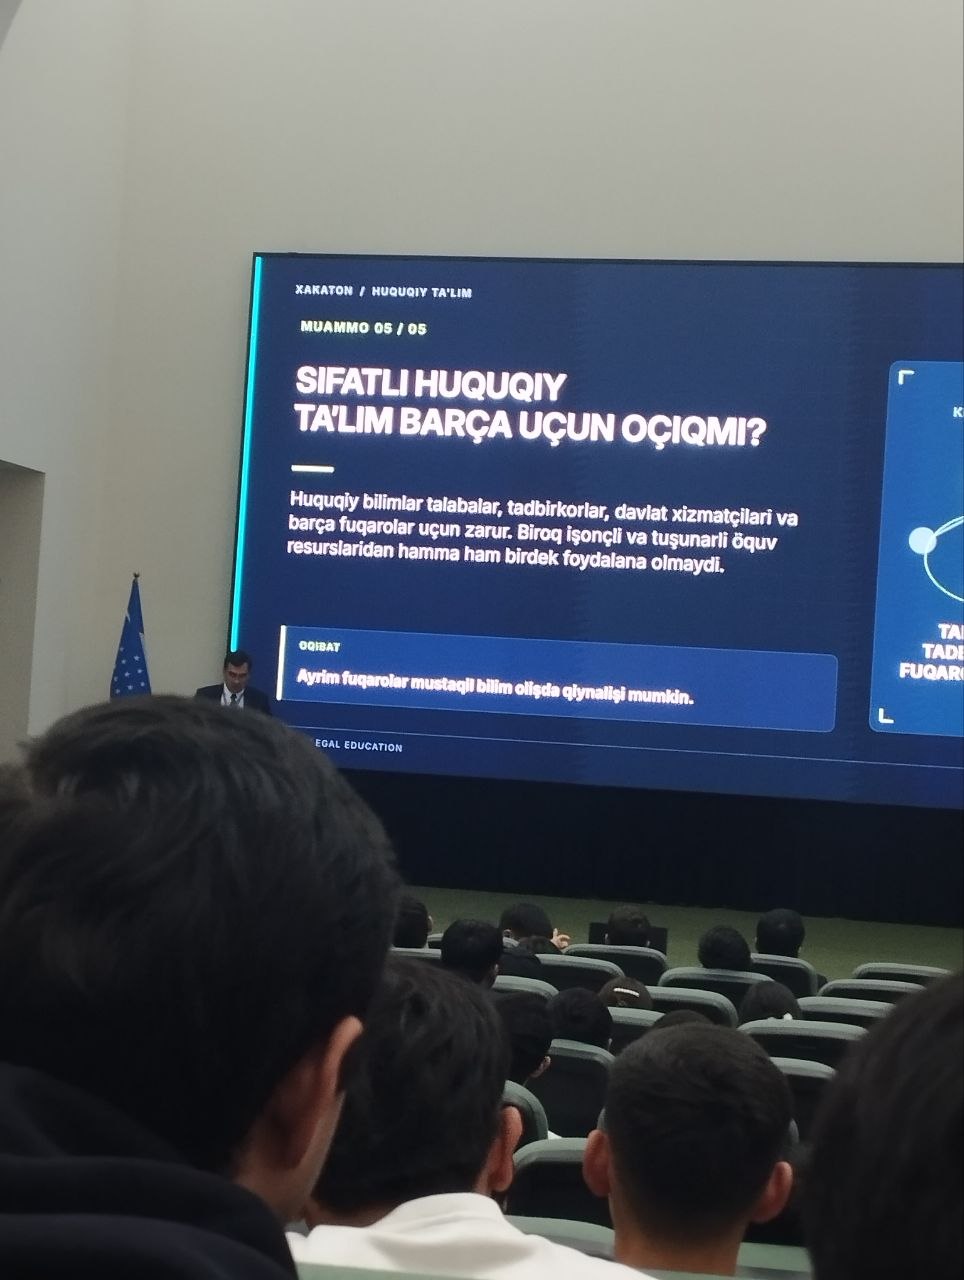 XAKATON / HUQUQIY TA'LIM
MUAMMO 05 / 05
SIFATLI HUQUQIY
TA'LIM BARÇA UÇUN OÇIQMI?
Huquqiy bilimlar talabalar, tadbirkorlar, davlat xizmatçilari va
barça fuqarolar uçun zarur. Biroq işonçli va tuşunarli öquv
resurslaridan hamma ham birdek foydalana olmaydi.
OQIBAT
Ayrim fuqarolar mustaqil bilim olişda qiynalişi mumkin.
EGAL EDUCATION